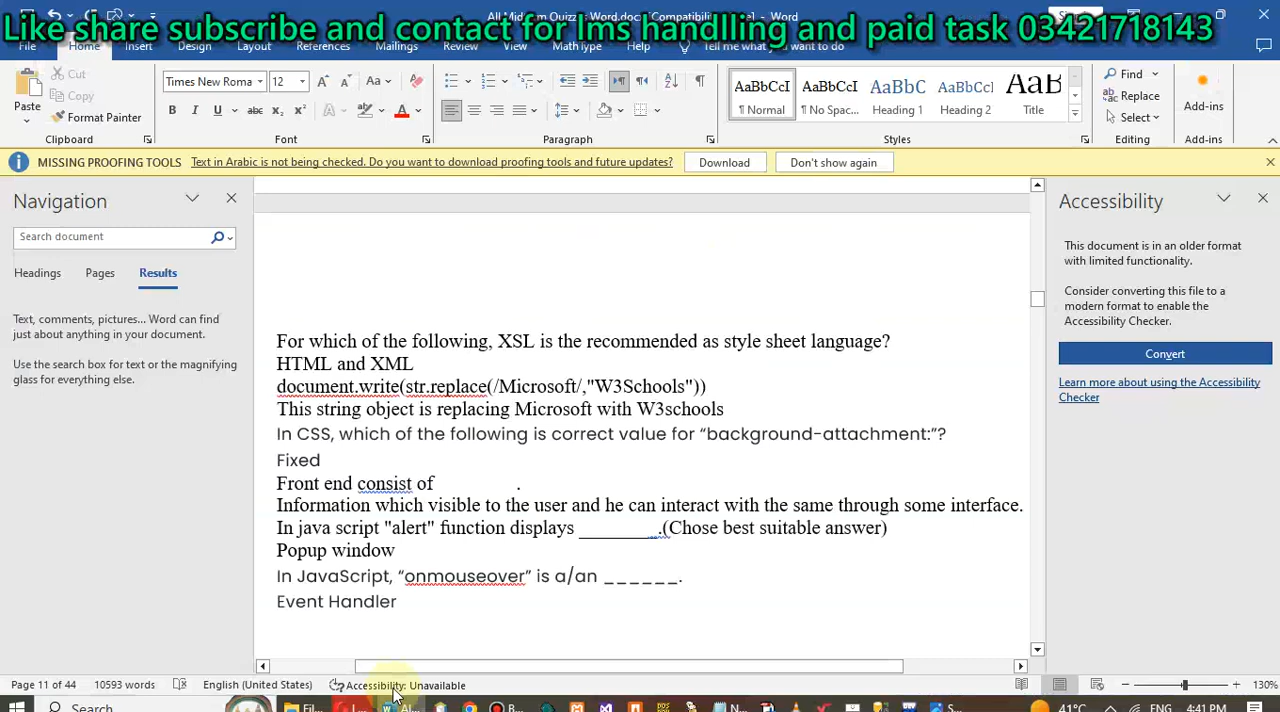 Like share subscribe and contact for lms handlling and paid task 03421718143
File Home Insert Design Layout References Mailings Review View MathType Help Tell me what you want to do
Paste
Cut
Copy
Format Painter
Clipboard
Times New Roma 12
Font
Paragraph
AaBbCcI AaBbCcI AaBbC AaBbCcI AaB
¶ Normal ¶ No Spac... Heading 1 Heading 2 Title
Styles
Find
Replace
Select
Editing
Add-ins
Add-ins
MISSING PROOFING TOOLS Text in Arabic is not being checked. Do you want to download proofing tools and future updates? Download Don't show again
Navigation
Search document
Headings Pages Results
Text, comments, pictures... Word can find
just about anything in your document.
Use the search box for text or the magnifying
glass for everything else.
For which of the following, XSL is the recommended as style sheet language?
HTML and XML
document.write(str.replace(/Microsoft/,"W3Schools"))
This string object is replacing Microsoft with W3schools
In CSS, which of the following is correct value for “background-attachment:”?
Fixed
Front end consist of .
Information which visible to the user and he can interact with the same through some interface.
In java script "alert" function displays ________.(Chose best suitable answer)
Popup window
In JavaScript, “onmouseover” is a/an ______.
Event Handler
Accessibility
This document is in an older format
with limited functionality.
Consider converting this file to a
modern format to enable the
Accessibility Checker.
Convert
Learn more about using the Accessibility
Checker
Page 11 of 44 10593 words English (United States) Accessibility: Unavailable 130%
Search 41°C 4:41 PM